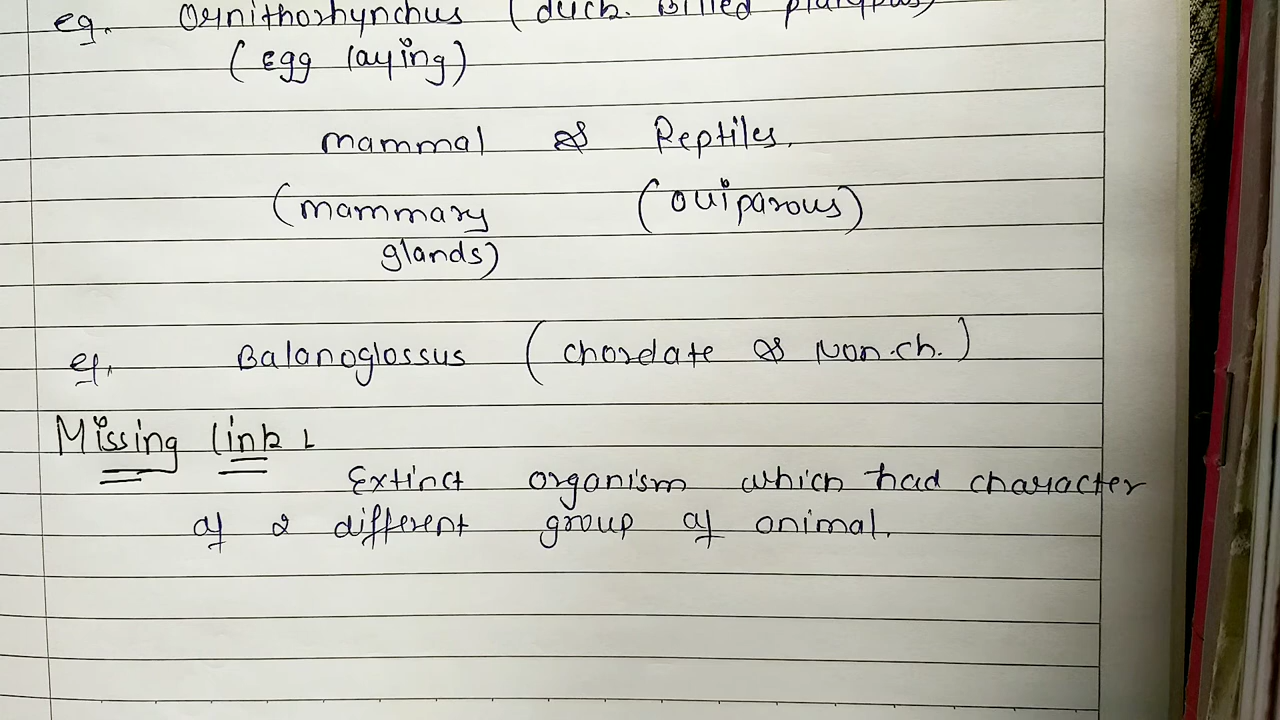 eg. Ornithorhynchus (duck. Billed platypus)
(Egg laying)
mammal & Reptiles.
(mammary (oviparous)
glands)
eg. Balanoglossus (chordate & Non.ch.)
Missing link :
Extinct organism which had character
of 2 different group of animal.